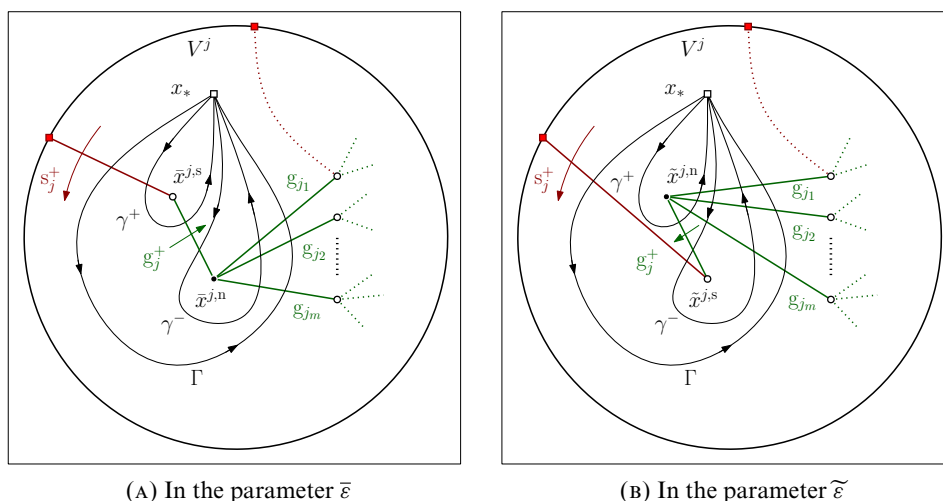 V^j
x_*
s_j^+
x̄^{j,s}
g_{j_1}
γ^+
g_{j_2}
g_j^+
x̄^{j,n}
g_{j_m}
γ^-
Γ
(A) In the parameter ε̅
V^j
x_*
s_j^+
x̃^{j,n}
g_{j_1}
γ^+
g_{j_2}
g_j^+
x̃^{j,s}
g_{j_m}
γ^-
Γ
(B) In the parameter ε̃